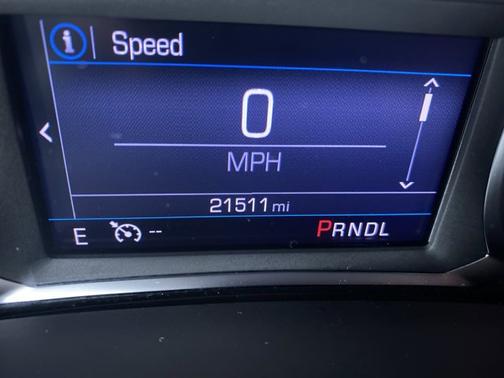 i Speed
0
MPH
21511 mi
E -- PRNDL